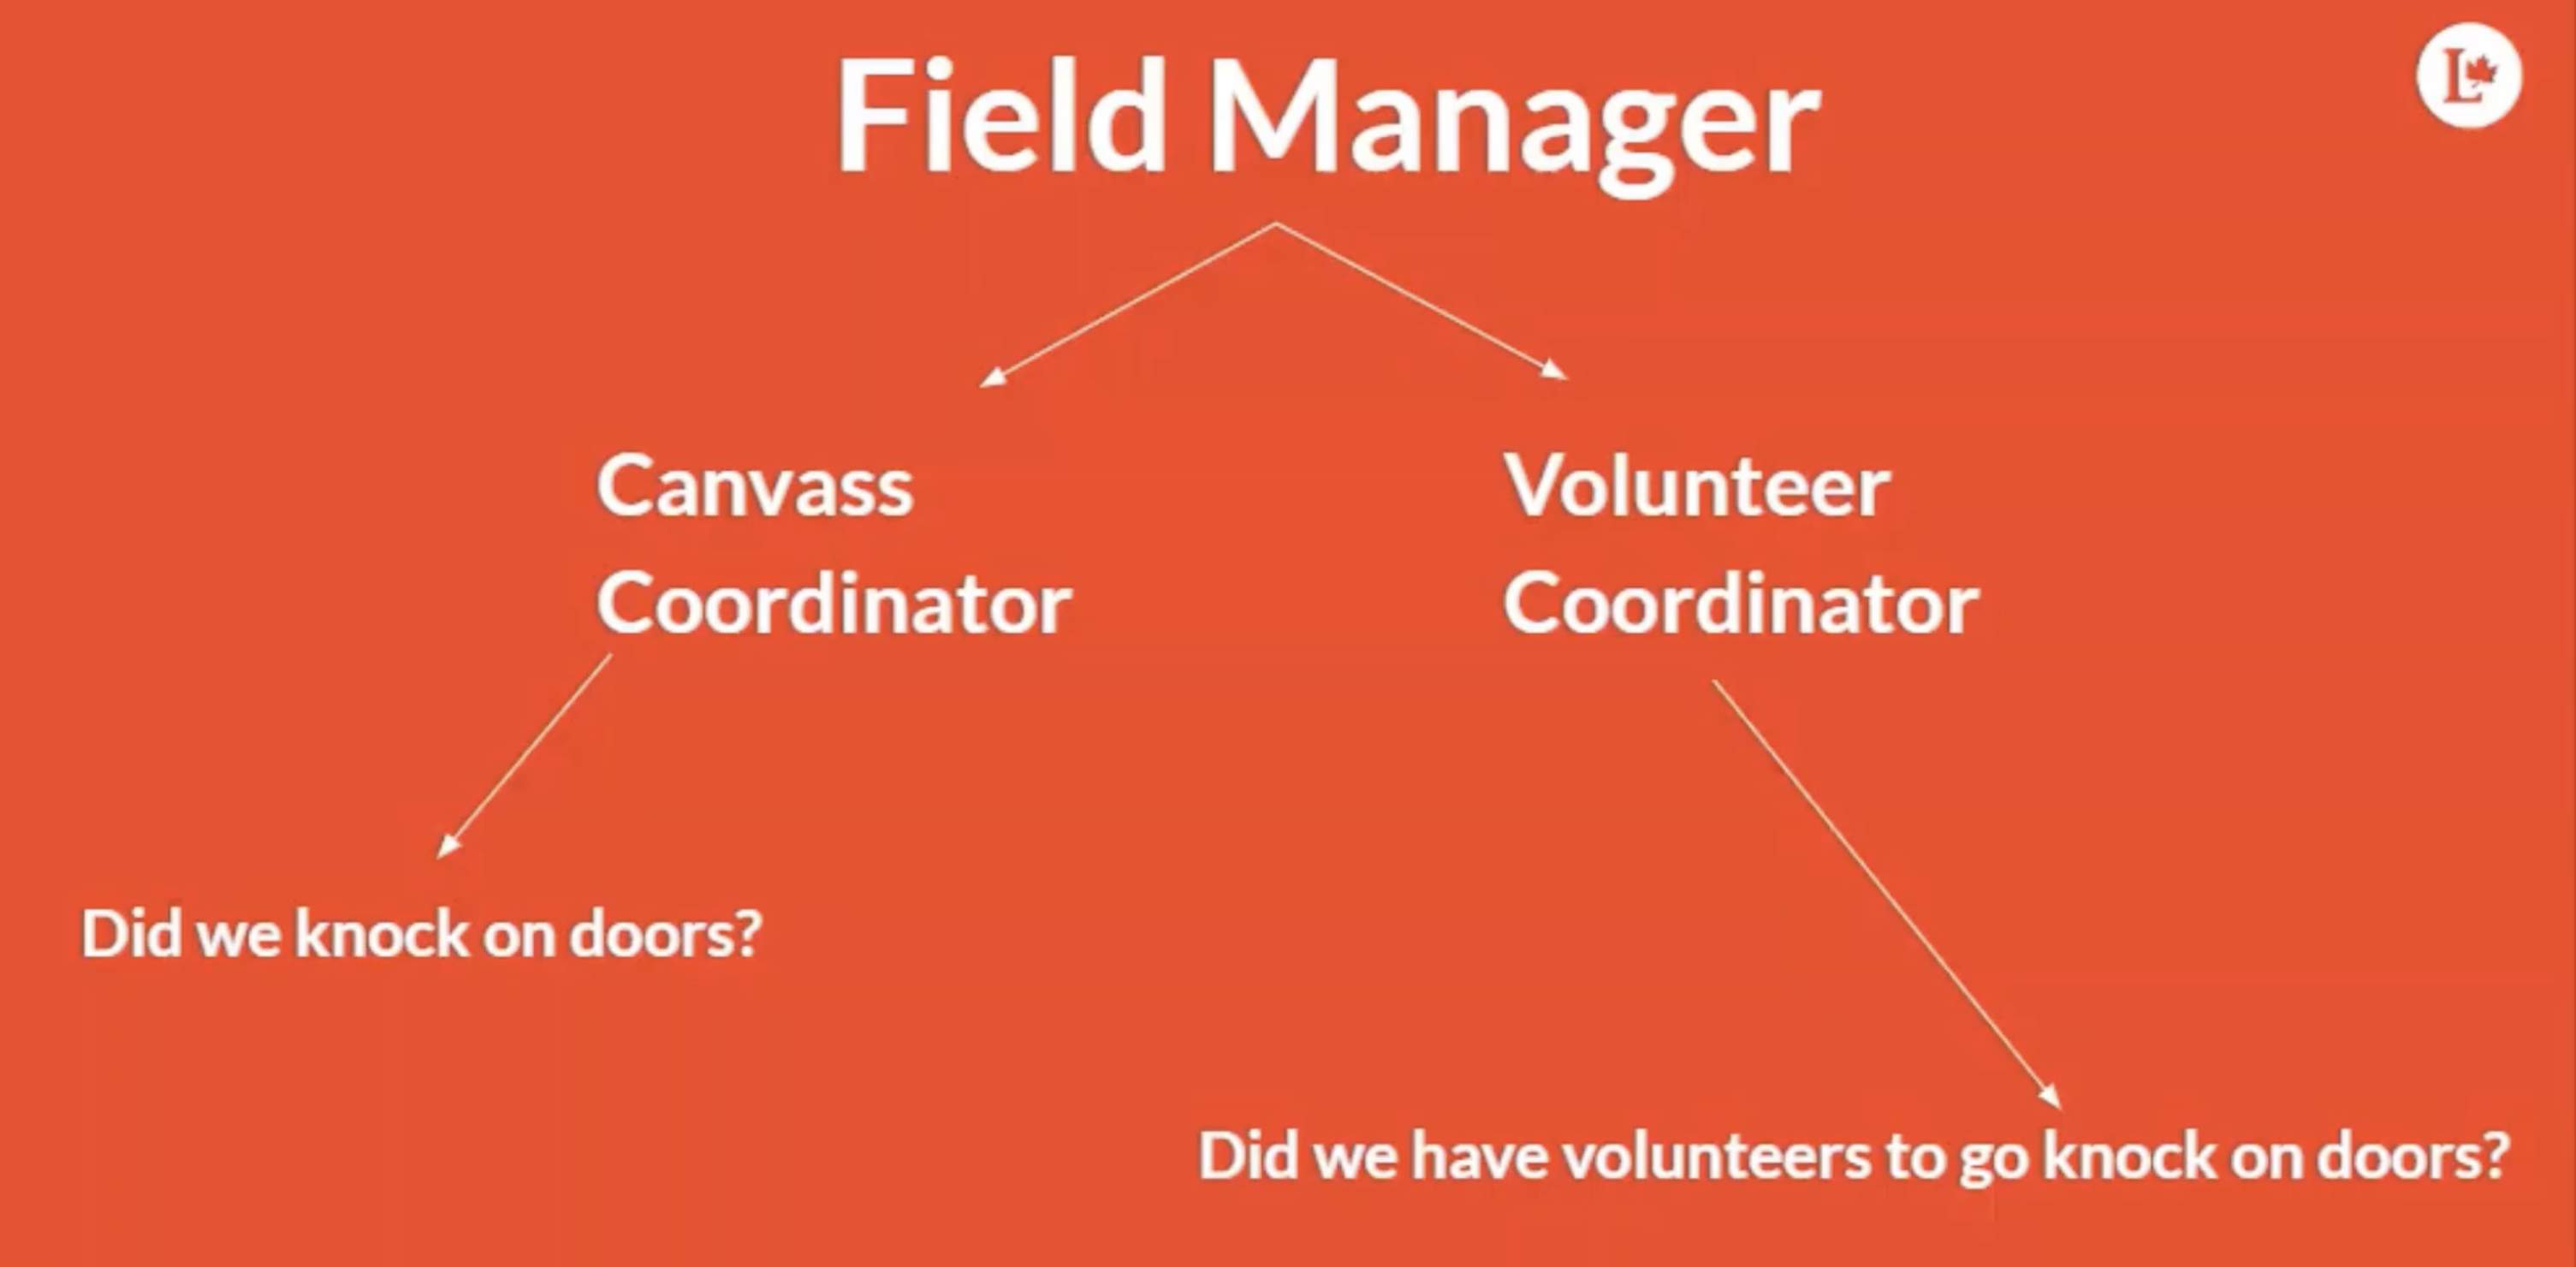 Field Manager
L
Canvass
Coordinator
Volunteer
Coordinator
Did we knock on doors?
Did we have volunteers to go knock on doors?